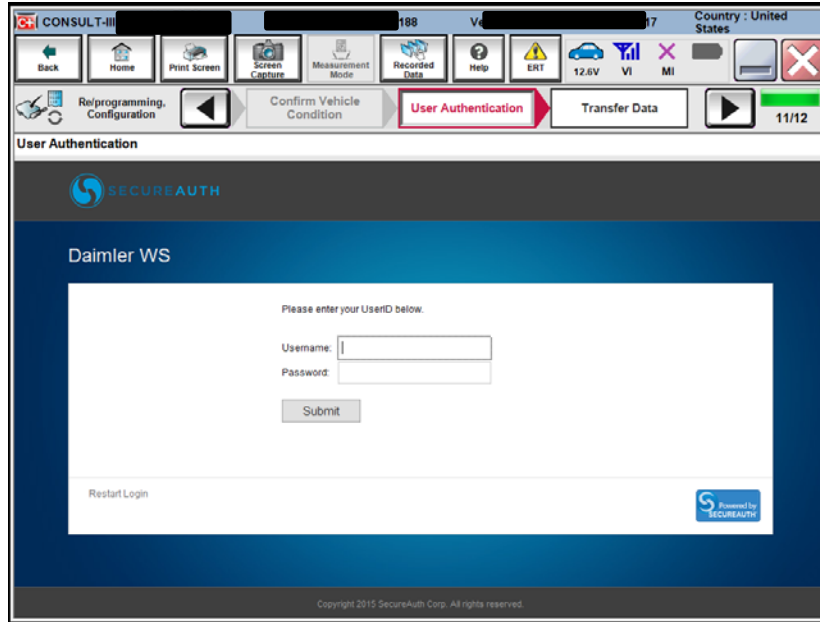 C+ CONSULT-III 188 Ve 17 Country : United States
Back Home Print Screen Screen Capture Measurement Mode Recorded Data Help ERT 12.6V VI MI
Re/programming, Configuration Confirm Vehicle Condition User Authentication Transfer Data 11/12
User Authentication
SECUREAUTH
Daimler WS
Please enter your UserID below.
Username:
Password:
Submit
Restart Login
Powered by SECUREAUTH
Copyright 2015 SecureAuth Corp. All rights reserved.